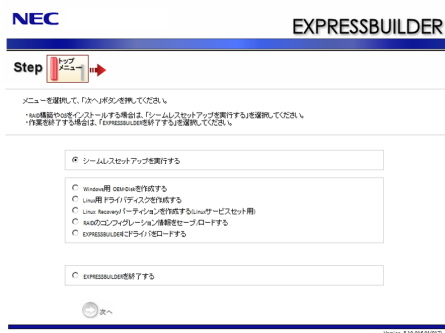 NEC
EXPRESSBUILDER
Step トップメニュー
メニューを選択して、「次へ」ボタンを押してください。
・RAID構築やOSをインストールする場合は、「シームレスセットアップを実行する」を選択してください。
・作業を終了する場合は、「EXPRESSBUILDERを終了する」を選択してください。
シームレスセットアップを実行する
Windows用 OEM-Diskを作成する
Linux用 ドライバディスクを作成する
Linux Recoveryパーティションを作成する(Linuxサービスセット用)
RAIDのコンフィグレーション情報をセーブ/ロードする
EXPRESSBUILDERにドライバをロードする
EXPRESSBUILDERを終了する
次へ